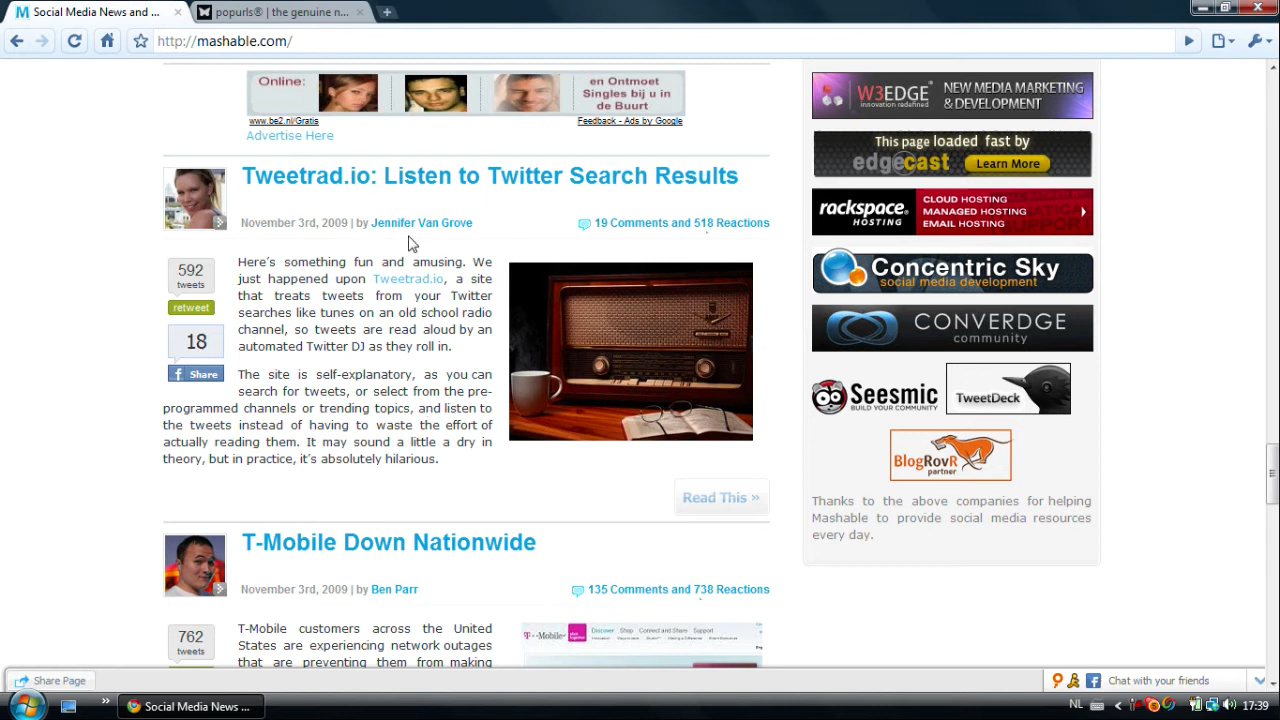 Social Media News and ...
popurls® | the genuine n...
http://mashable.com/
Online:
en Ontmoet
Singles bij u in
de Buurt
www.be2.nl/Gratis
Feedback - Ads by Google
Advertise Here
Tweetrad.io: Listen to Twitter Search Results
November 3rd, 2009 | by Jennifer Van Grove
19 Comments and 518 Reactions
592
tweets
retweet
18
Share
Here's something fun and amusing. We
just happened upon Tweetrad.io, a site
that treats tweets from your Twitter
searches like tunes on an old school radio
channel, so tweets are read aloud by an
automated Twitter DJ as they roll in.
The site is self-explanatory, as you can
search for tweets, or select from the pre-
programmed channels or trending topics, and listen to
the tweets instead of having to waste the effort of
actually reading them. It may sound a little a dry in
theory, but in practice, it's absolutely hilarious.
Read This »
T-Mobile Down Nationwide
November 3rd, 2009 | by Ben Parr
135 Comments and 738 Reactions
762
tweets
T-Mobile customers across the United
States are experiencing network outages
that are preventing them from making
T··Mobile·
Discover Shop Connect and Share Support
W3EDGE
innovation redefined
NEW MEDIA MARKETING
& DEVELOPMENT
This page loaded fast by
edgecast
Learn More
rackspace
HOSTING
CLOUD HOSTING
MANAGED HOSTING
EMAIL HOSTING
Concentric Sky
social media development
CONVERDGE
community
Seesmic
BUILD YOUR COMMUNITY
TweetDeck
BlogRovR
partner
Thanks to the above companies for helping
Mashable to provide social media resources
every day.
Share Page
Chat with your friends
Social Media News ...
NL
17:39